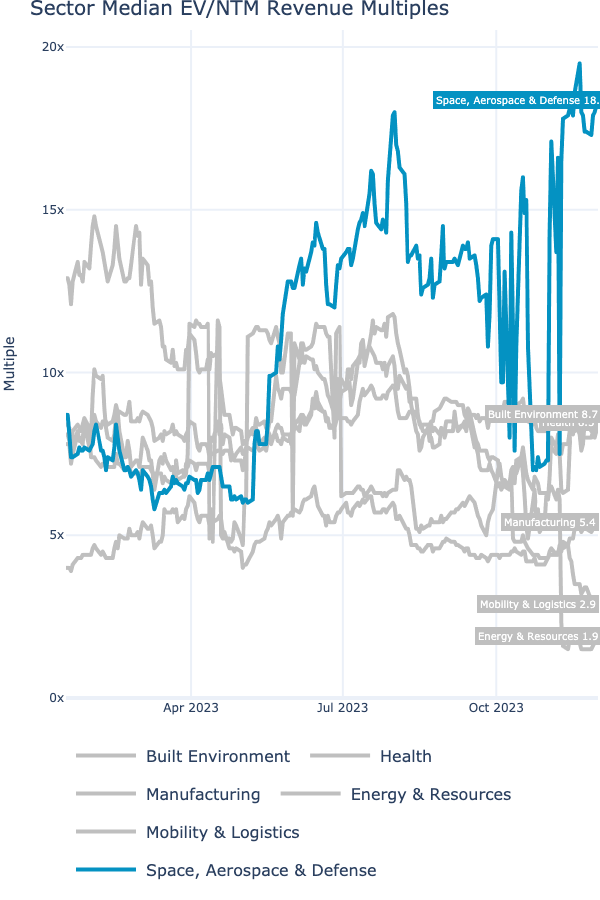 Sector Median EV/NTM Revenue Multiples
20x
Space, Aerospace & Defense 18.
15x
Multiple
10x
Built Environment 8.7
Health
Manufacturing 5.4
5x
Mobility & Logistics 2.9
Energy & Resources 1.9
0x
Apr 2023 Jul 2023 Oct 2023
Built Environment Health
Manufacturing Energy & Resources
Mobility & Logistics
Space, Aerospace & Defense